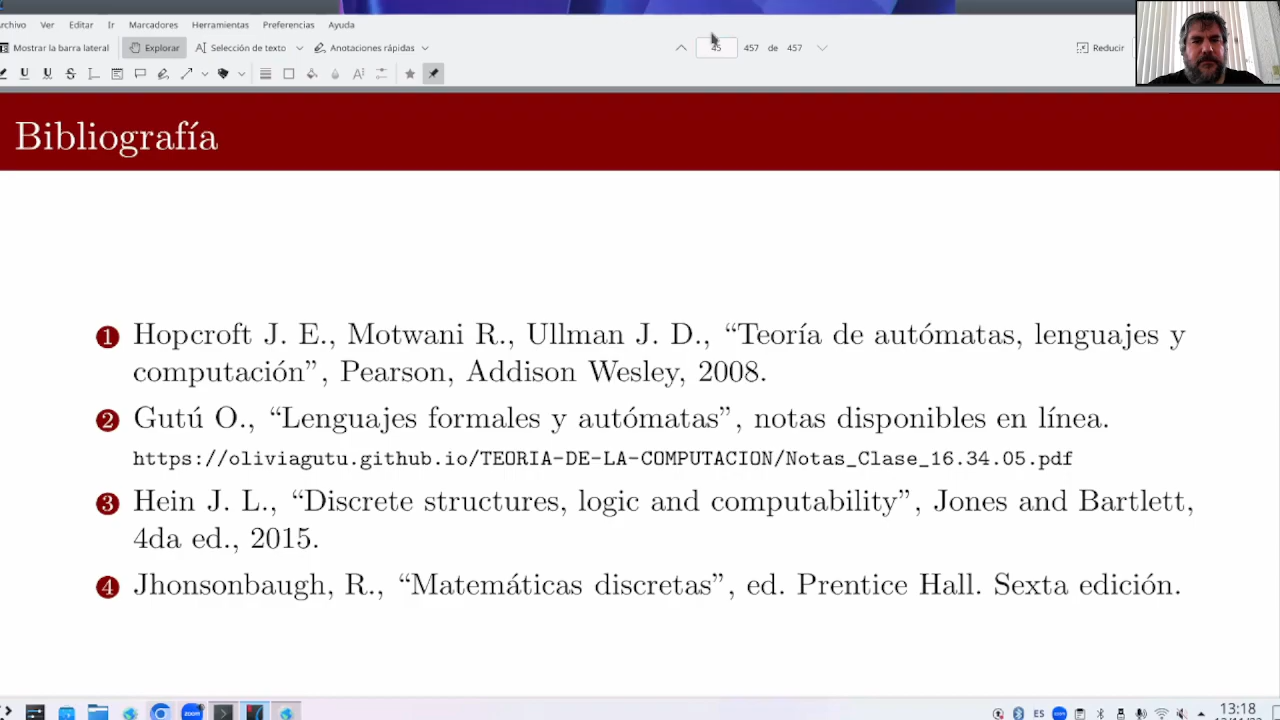 Archivo Ver Editar Ir Marcadores Herramientas Preferencias Ayuda
Mostrar la barra lateral Explorar Selección de texto Anotaciones rápidas 45 457 de 457 Reducir
Bibliografía
1 Hopcroft J. E., Motwani R., Ullman J. D., “Teoría de autómatas, lenguajes y
computación”, Pearson, Addison Wesley, 2008.
2 Gutú O., “Lenguajes formales y autómatas”, notas disponibles en línea.
https://oliviagutu.github.io/TEORIA-DE-LA-COMPUTACION/Notas_Clase_16.34.05.pdf
3 Hein J. L., “Discrete structures, logic and computability”, Jones and Bartlett,
4da ed., 2015.
4 Jhonsonbaugh, R., “Matemáticas discretas”, ed. Prentice Hall. Sexta edición.
zoom ES zoom 13:18